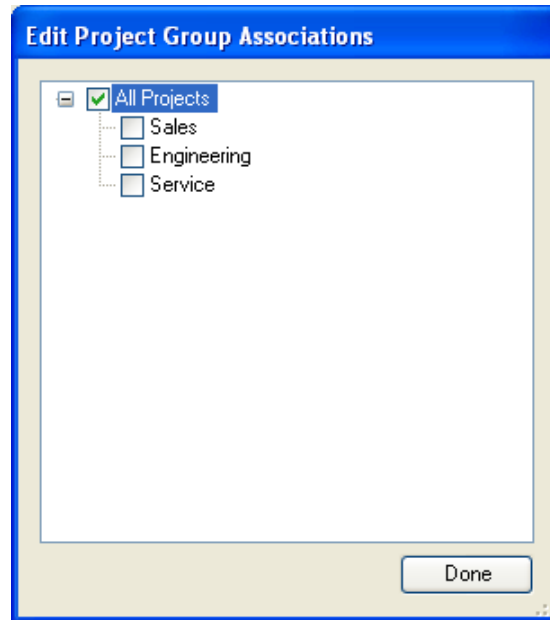 Edit Project Group Associations
All Projects
Sales
Engineering
Service
Done